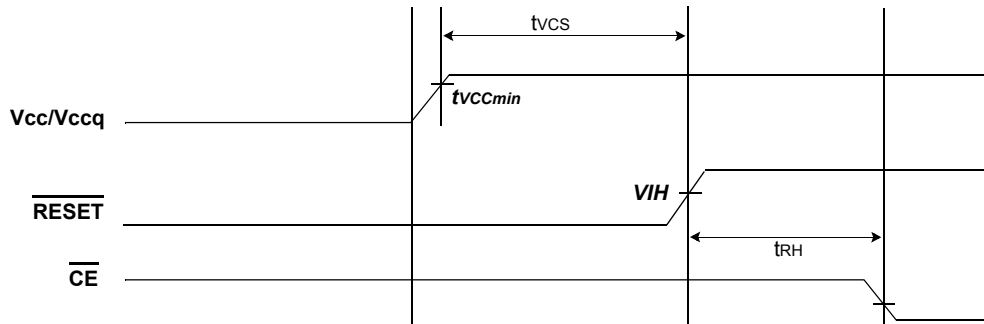 tVCS
tVCCmin
Vcc/Vccq
VIH
RESET
tRH
CE